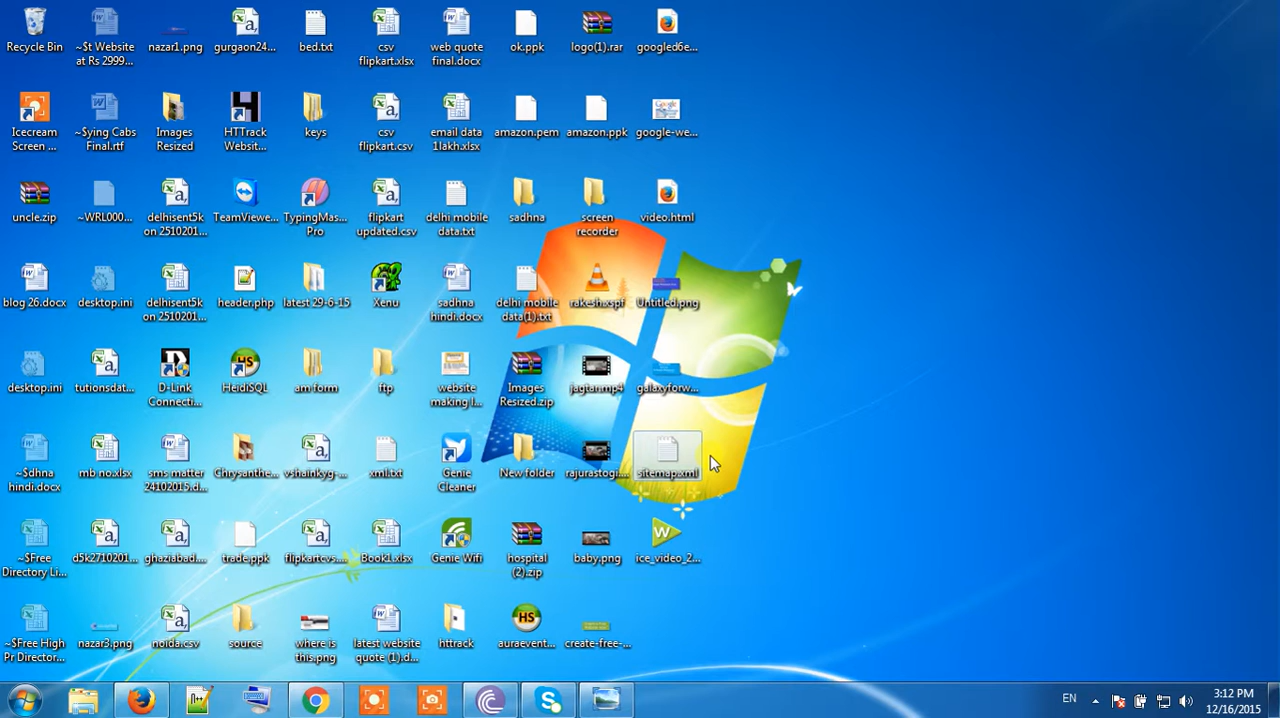 Recycle Bin
~$t Website
at Rs 2999...
nazar1.png
gurgaon24...
bed.txt
csv
flipkart.xlsx
web quote
final.docx
ok.ppk
logo(1).rar
googled6e...
Icecream
Screen ...
~$ying Cabs
Final.rtf
Images
Resized
HTTrack
Websit...
keys
csv
flipkart.csv
email data
1lakh.xlsx
amazon.pem
amazon.ppk
google-we...
uncle.zip
~WRL000...
delhisent5k
on 2510201...
TeamViewe...
TypingMas...
Pro
flipkart
updated.csv
delhi mobile
data.txt
sadhna
screen
recorder
video.html
blog 26.docx
desktop.ini
delhisent5k
on 2510201...
header.php
latest 29-6-15
Xenu
sadhna
hindi.docx
delhi mobile
data(1).txt
rakesh.xspf
Untitled.png
desktop.ini
tutionsdat...
D-Link
Connecti...
HeidiSQL
am form
ftp
website
making l...
Images
Resized.zip
jagtar.mp4
galaxyforw...
~$dhna
hindi.docx
mb no.xlsx
sms matter
24102015.d...
Chrysanthe...
vshainkyg-...
xml.txt
Genie
Cleaner
New folder
rajurastogi....
sitemap.xml
~$Free
Directory Li...
d5k2710201...
ghaziabad....
trade.ppk
flipkartcvs....
Book1.xlsx
Genie Wifi
hospital
(2).zip
baby.png
ice_video_2...
~$Free High
Pr Director...
nazar3.png
noida.csv
source
where is
this.png
latest website
quote (1).d...
httrack
auraevent...
create-free-...
EN
3:12 PM
12/16/2015